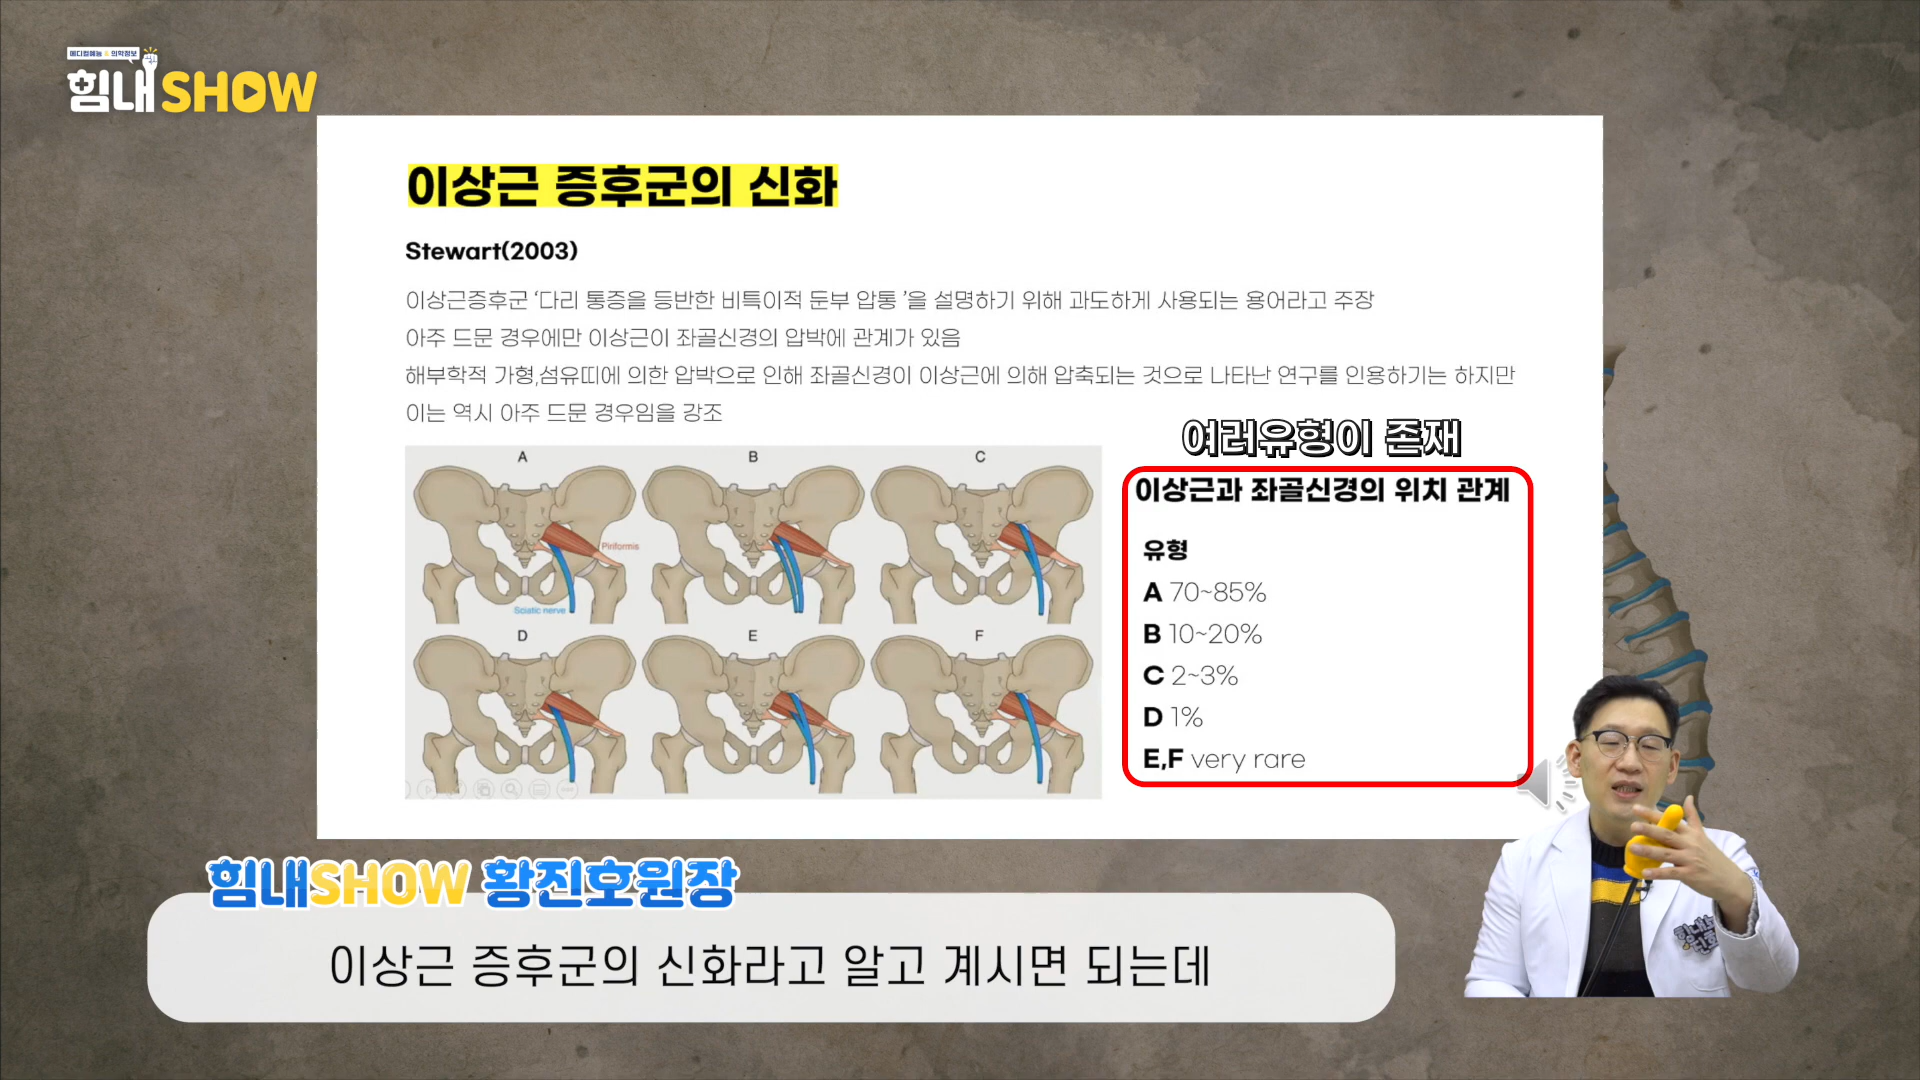 메디컬예능 & 의학정보
힘내SHOW
이상근 증후군의 신화
Stewart(2003)
이상근증후군 ‘다리 통증을 등반한 비특이적 둔부 압통 ’을 설명하기 위해 과도하게 사용되는 용어라고 주장
아주 드문 경우에만 이상근이 좌골신경의 압박에 관계가 있음
해부학적 가형,섬유띠에 의한 압박으로 인해 좌골신경이 이상근에 의해 압축되는 것으로 나타난 연구를 인용하기는 하지만
이는 역시 아주 드문 경우임을 강조
A
B
C
Piriformis
Sciatic nerve
D
E
F
여러유형이 존재
이상근과 좌골신경의 위치 관계
유형
A 70~85%
B 10~20%
C 2~3%
D 1%
E,F very rare
힘내SHOW 황진호원장
이상근 증후군의 신화라고 알고 계시면 되는데